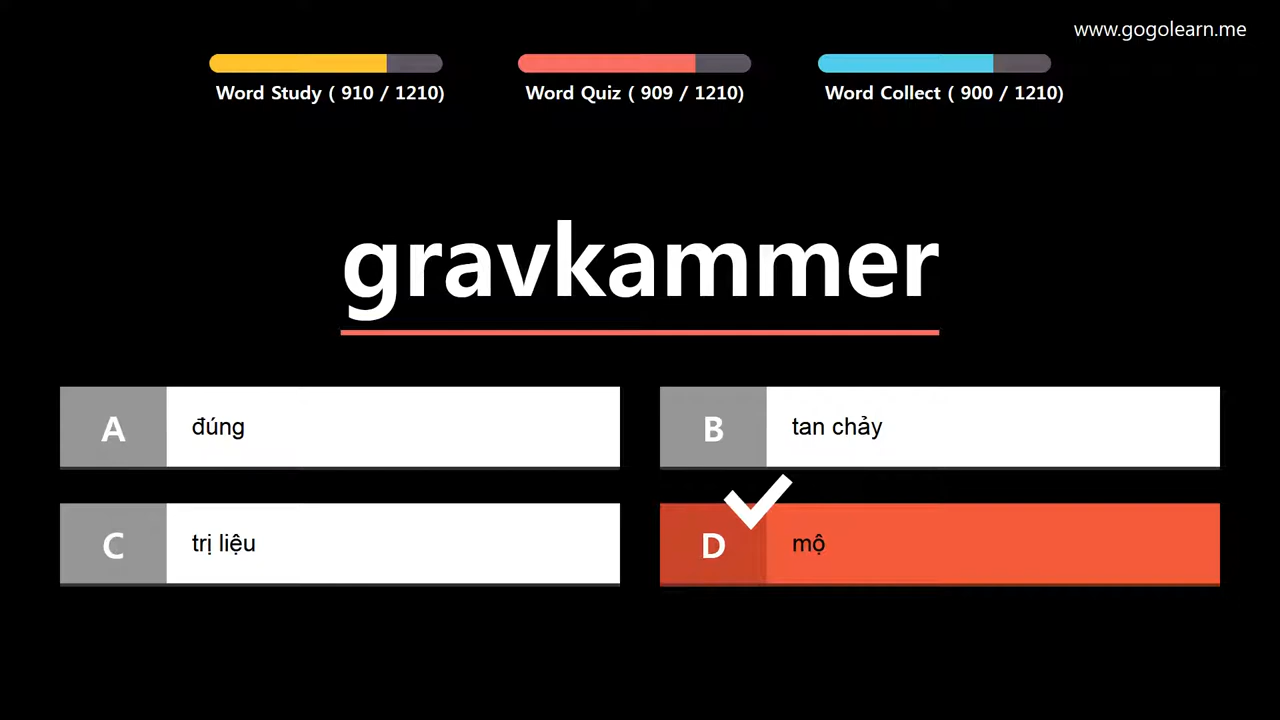 www.gogolearn.me
Word Study ( 910 / 1210)
Word Quiz ( 909 / 1210)
Word Collect ( 900 / 1210)
gravkammer
A
đúng
B
tan chảy
C
trị liệu
D
mộ